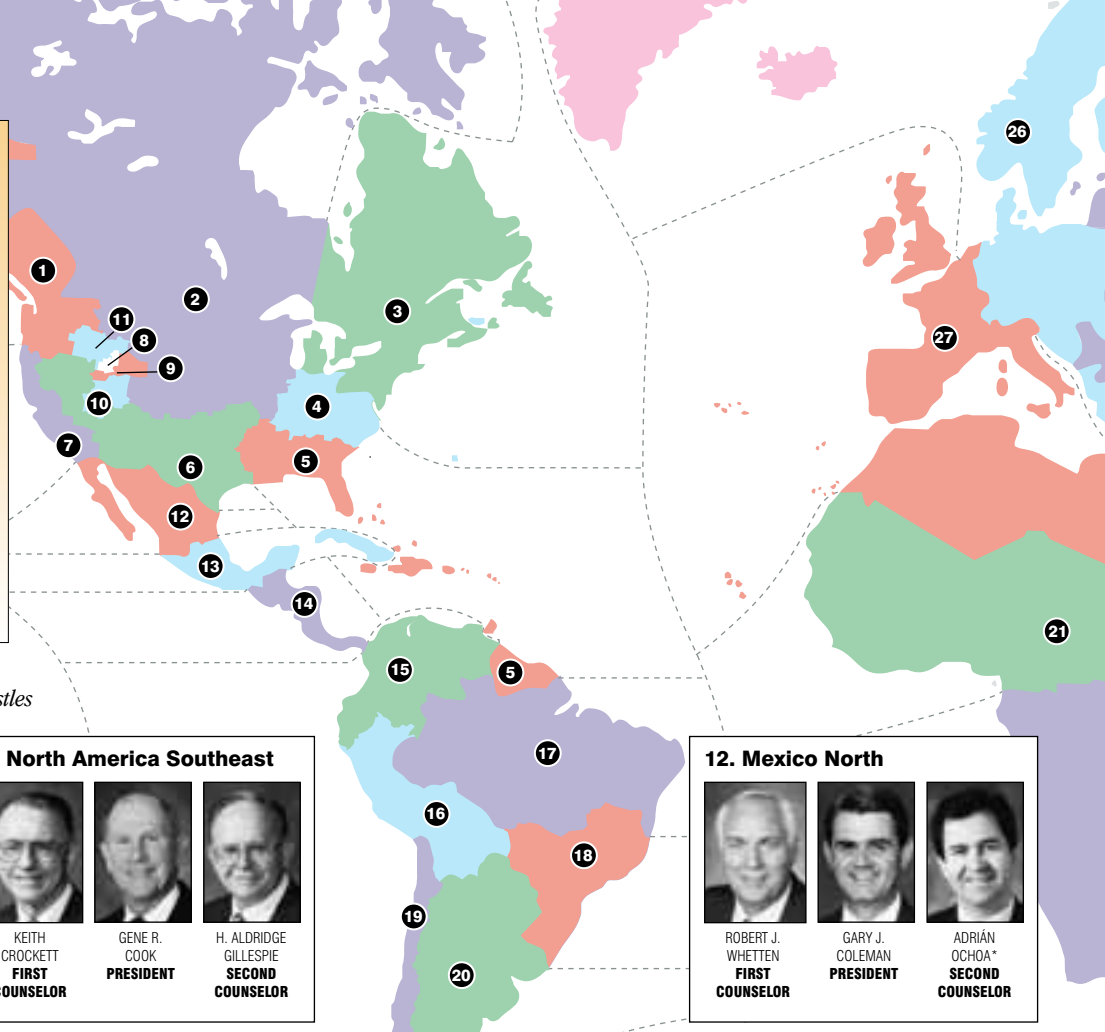 26
1
2
3
11
8
9
27
10
4
7
5
6
12
13
14
21
15
5
17
16
18
19
20
stles
North America Southeast
KEITH
CROCKETT
FIRST
COUNSELOR
GENE R.
COOK
PRESIDENT
H. ALDRIDGE
GILLESPIE
SECOND
COUNSELOR
12. Mexico North
ROBERT J.
WHETTEN
FIRST
COUNSELOR
GARY J.
COLEMAN
PRESIDENT
ADRIÁN
OCHOA*
SECOND
COUNSELOR